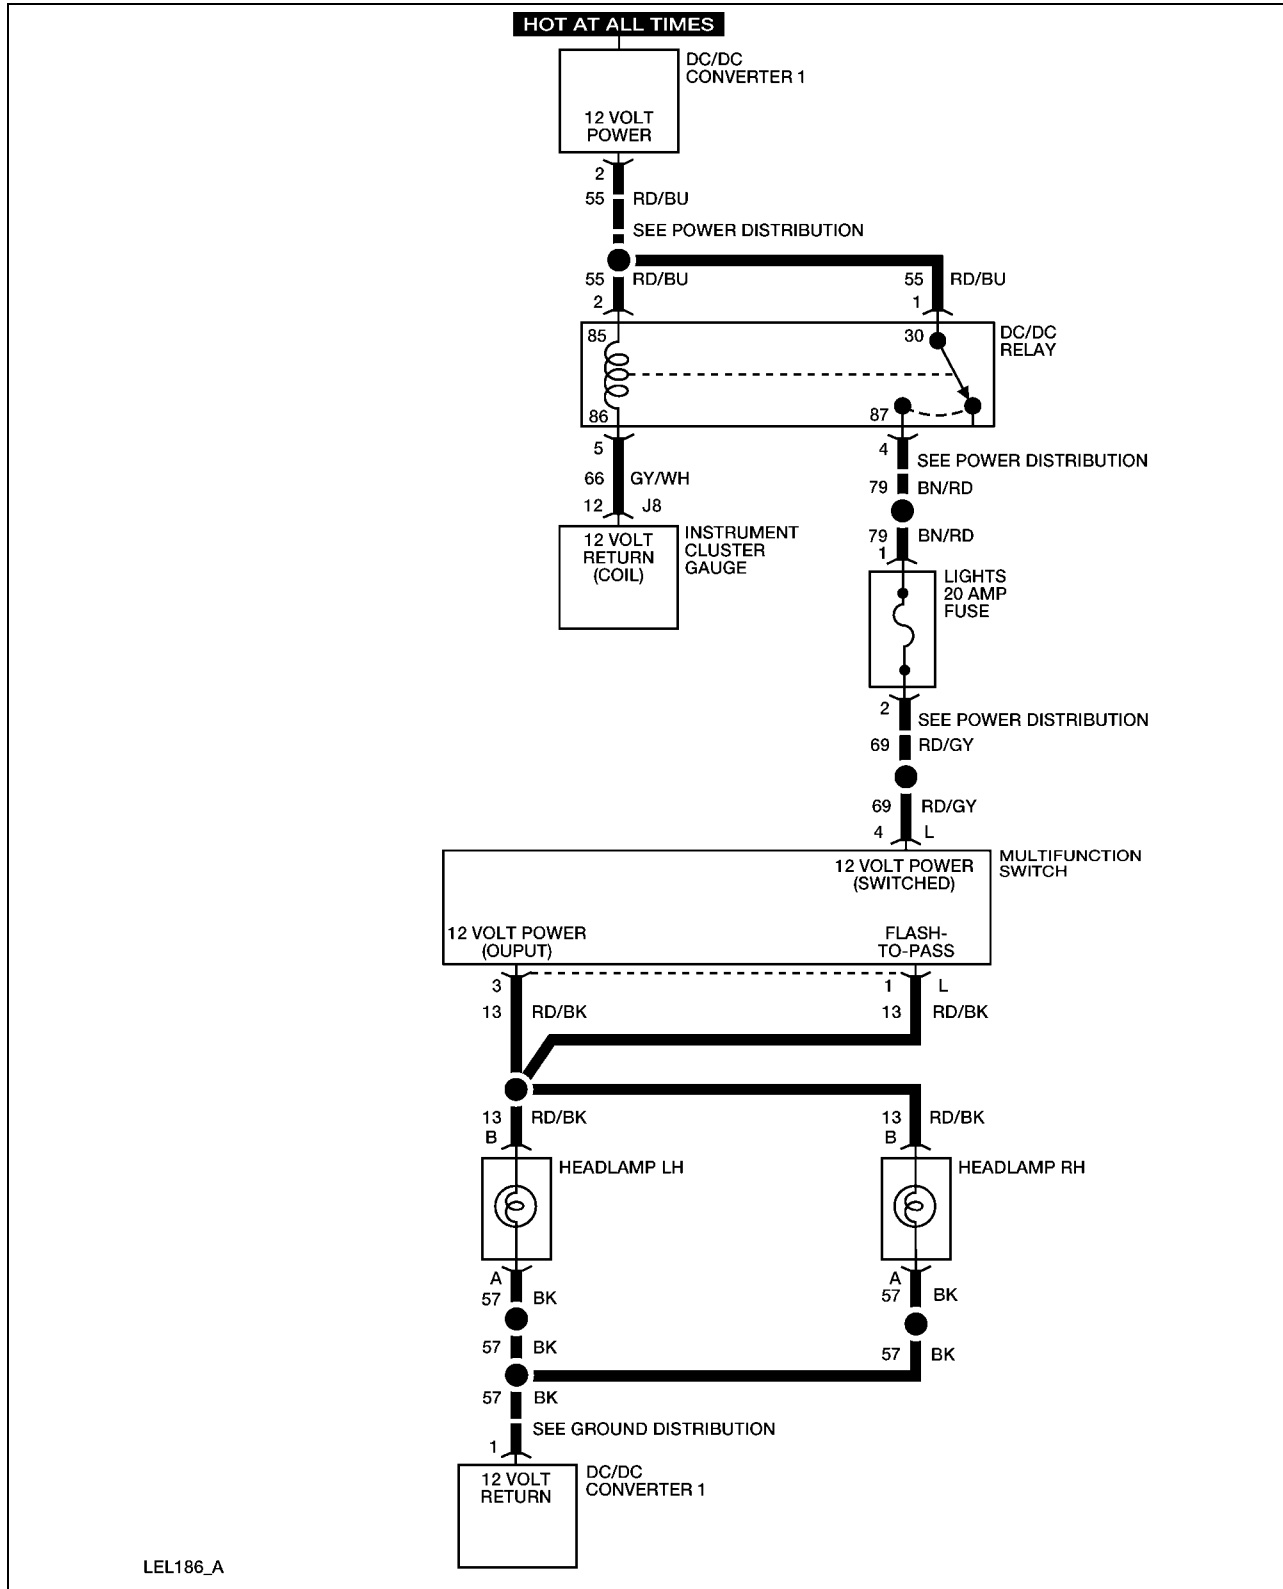 HOT AT ALL TIMES
DC/DC
CONVERTER 1
12 VOLT
POWER
2
55 RD/BU
SEE POWER DISTRIBUTION
55 RD/BU
55 RD/BU
2
1
85
30
DC/DC
RELAY
86
87
5
4
SEE POWER DISTRIBUTION
66 GY/WH
79 BN/RD
12 J8
12 VOLT
RETURN
(COIL)
INSTRUMENT
CLUSTER
GAUGE
79 BN/RD
1
LIGHTS
20 AMP
FUSE
2
SEE POWER DISTRIBUTION
69 RD/GY
69 RD/GY
4 L
MULTIFUNCTION
SWITCH
12 VOLT POWER
(SWITCHED)
12 VOLT POWER
(OUPUT)
FLASH-
TO-PASS
3
1 L
13 RD/BK
13 RD/BK
13 RD/BK
13 RD/BK
B
B
HEADLAMP LH
HEADLAMP RH
A
A
57 BK
57 BK
57 BK
57 BK
57 BK
SEE GROUND DISTRIBUTION
1
12 VOLT
RETURN
DC/DC
CONVERTER 1
LEL186_A